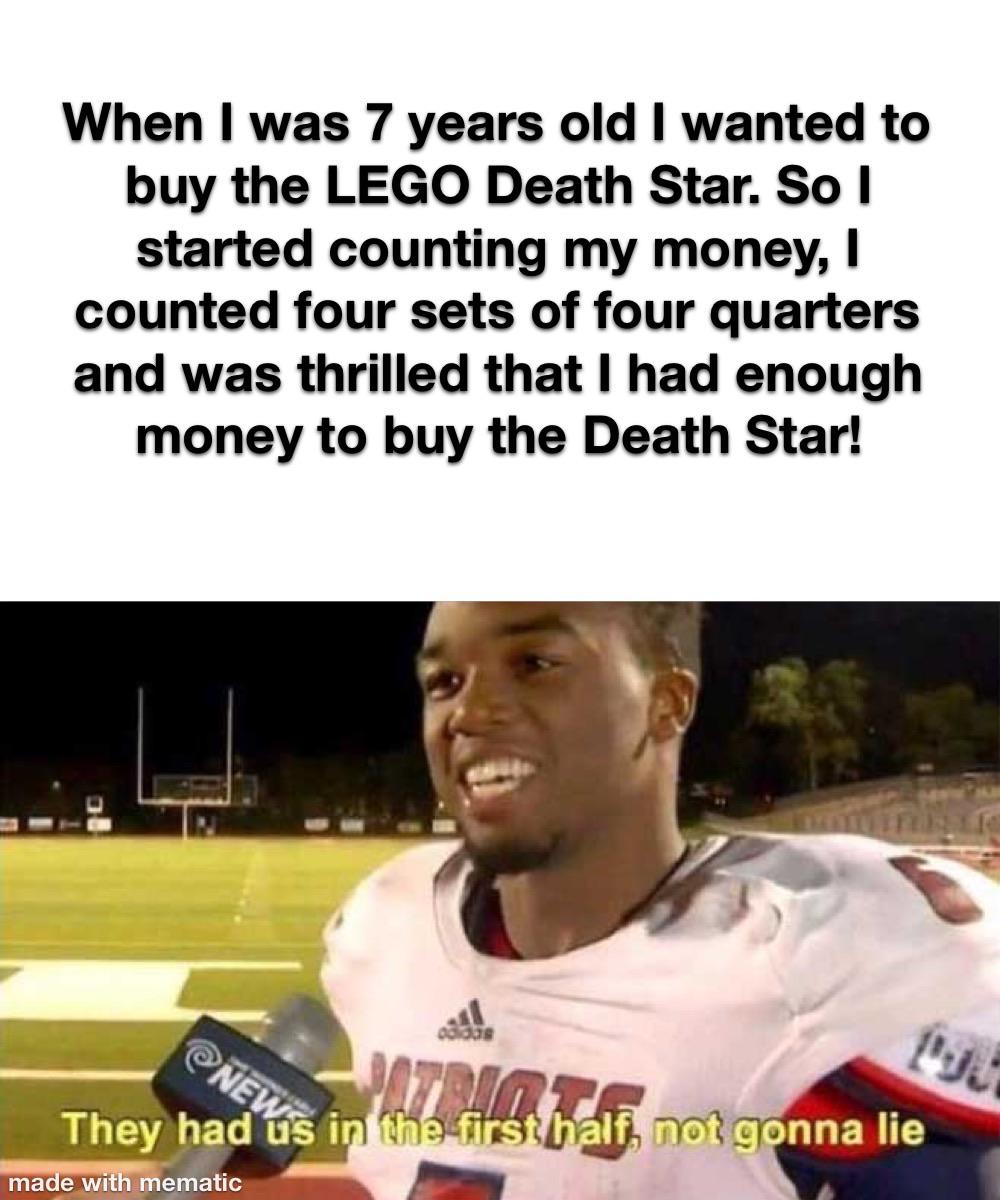 When I was 7 years old I wanted to
buy the LEGO Death Star. So I
started counting my money, I
counted four sets of four quarters
and was thrilled that I had enough
money to buy the Death Star!
adidas
PATRIOTS
NEWS
They had us in the first half, not gonna lie
made with mematic